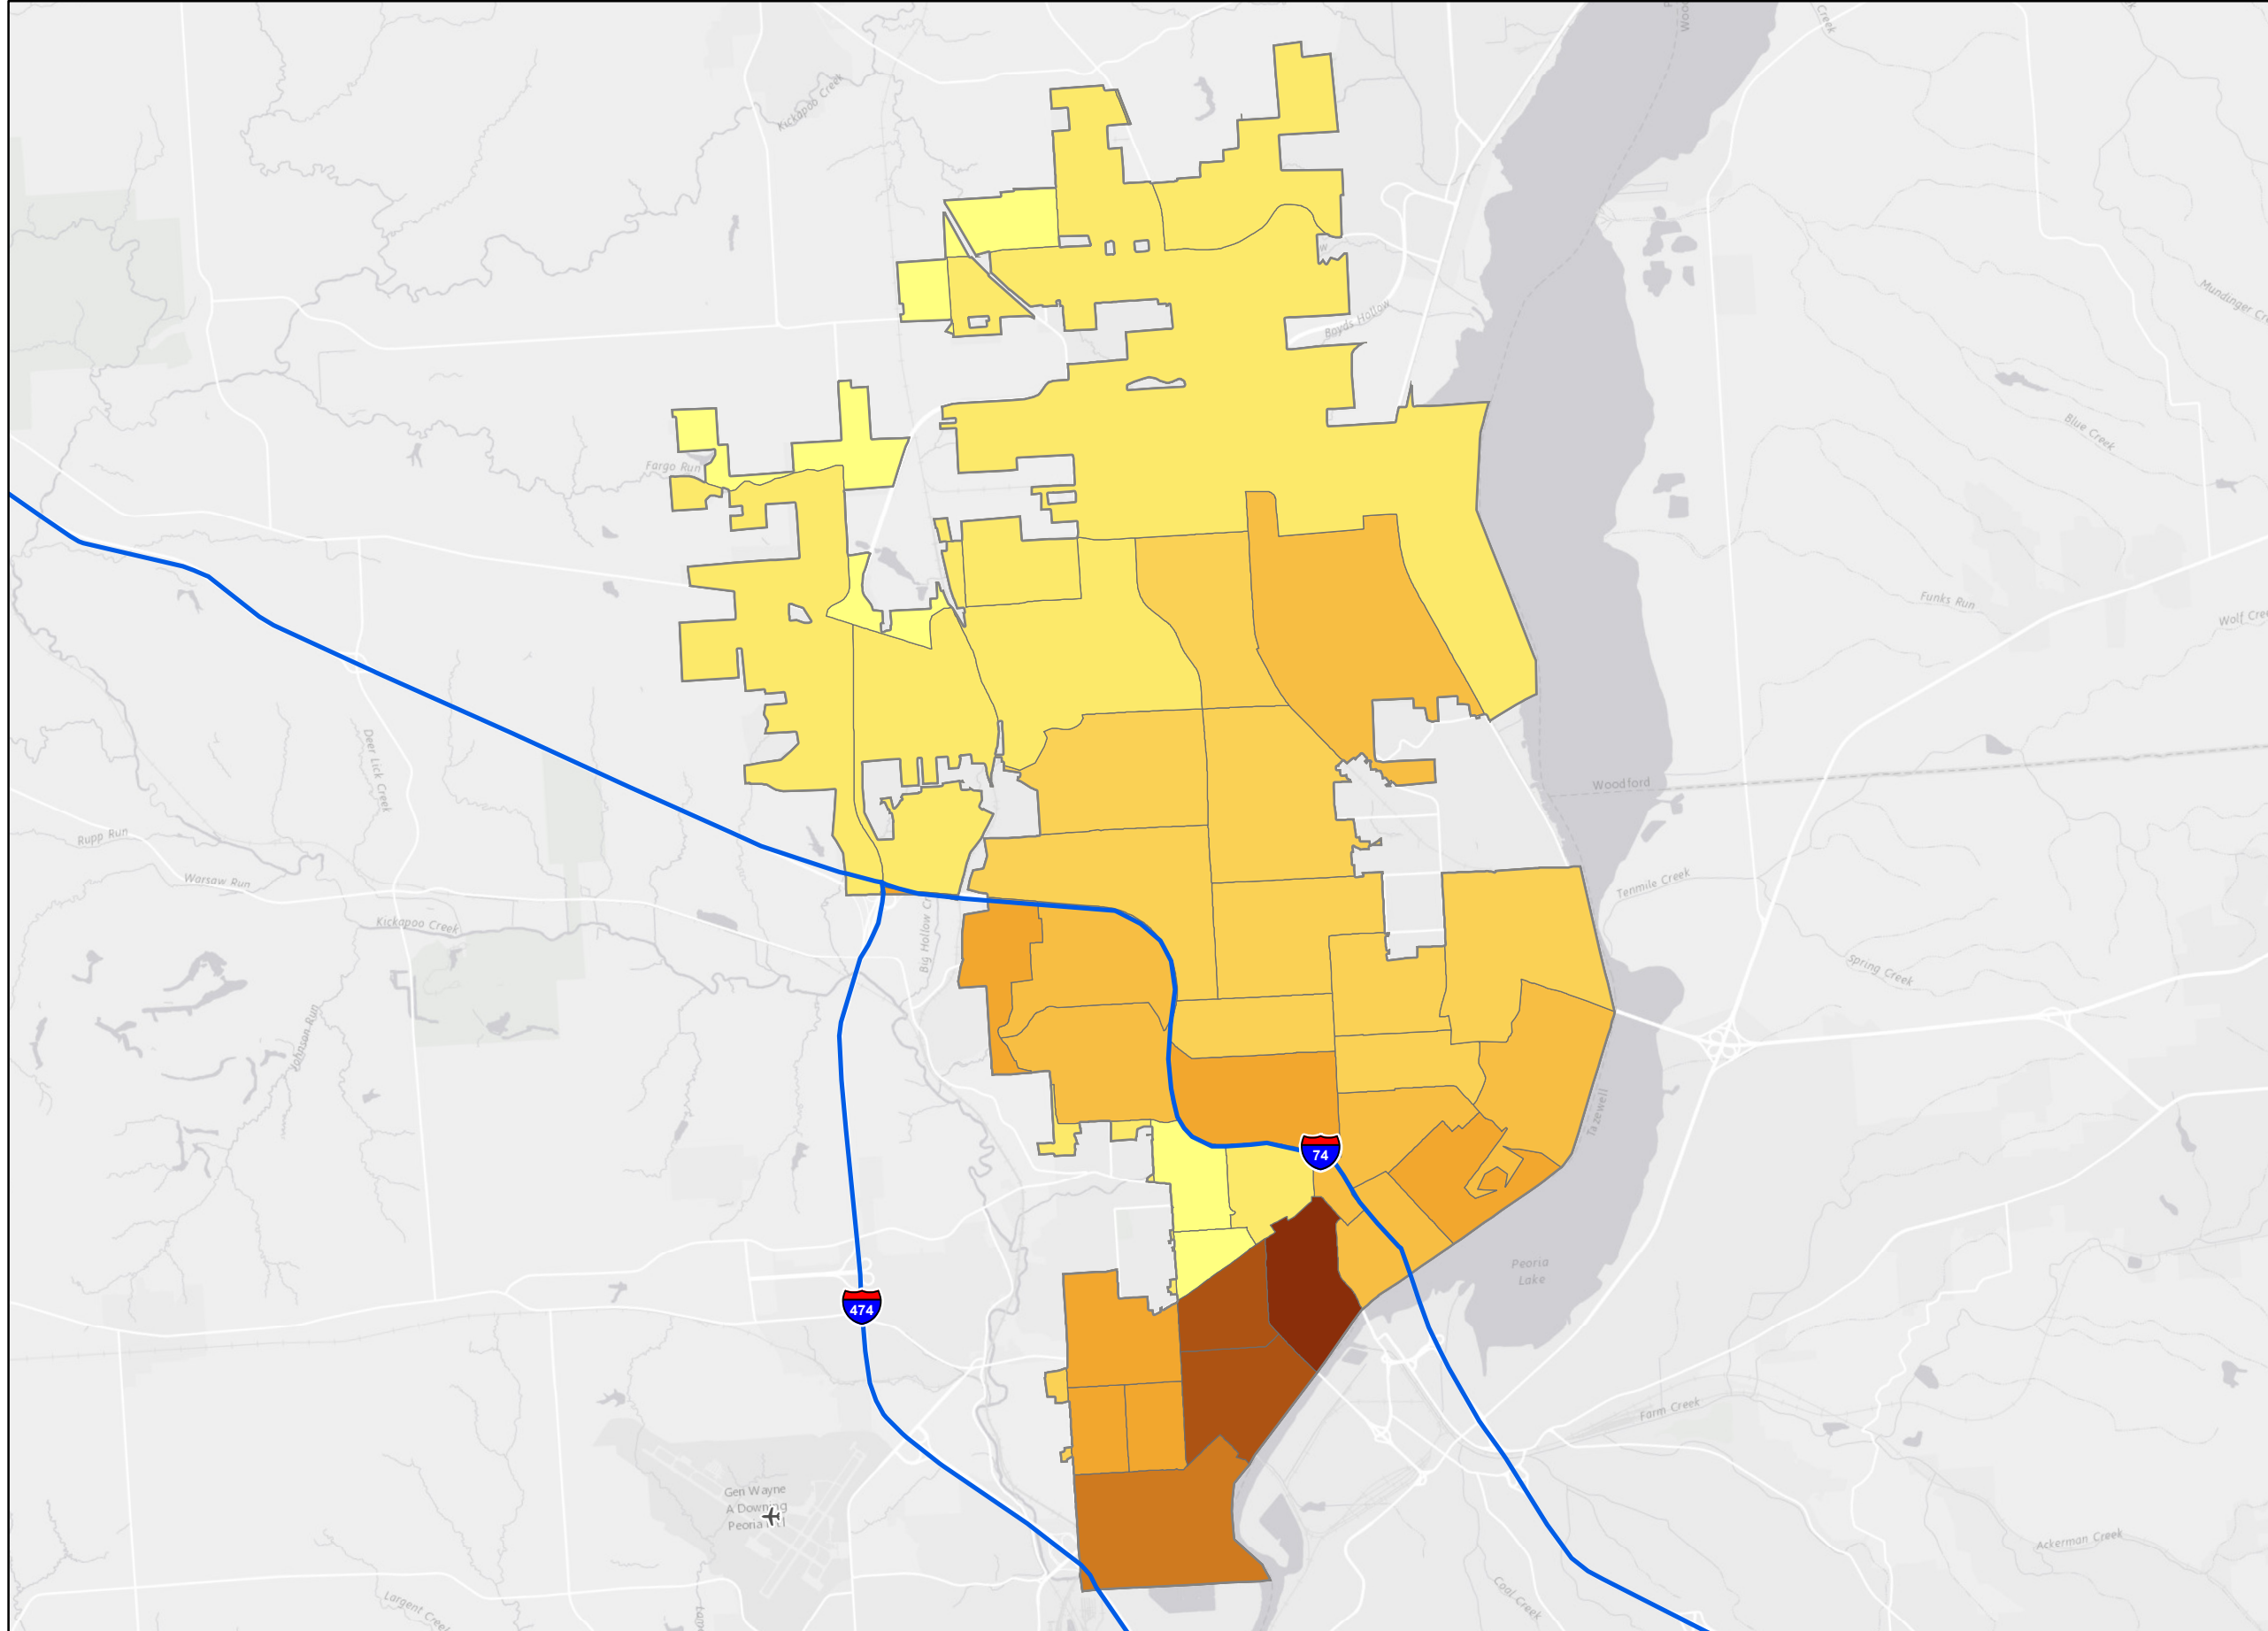 Kickapoo Creek
Creek
Mundinger Cr
Boyds Hollow
Blue Creek
Fargo Run
Funks Run
Wolf Cree
Deer Lick Creek
Woodford
Rupp Run
Warsaw Run
Tenmile Creek
Kickapoo Creek
Big Hollow Cr
Spring Creek
Johnson Run
Tazewell
74
Peoria
Lake
474
Farm Creek
Gen Wayne
A Downing
Ackerman Creek
Largent Creek
Coal Creek